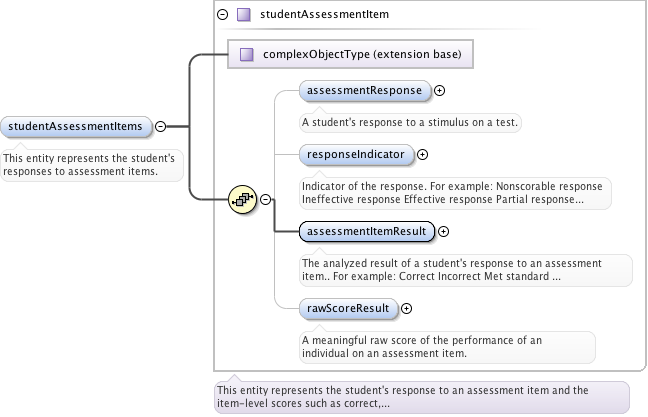 studentAssessmentItem
complexObjectType (extension base)
assessmentResponse
A student's response to a stimulus on a test.
studentAssessmentItems
This entity represents the student's
responses to assessment items.
responseIndicator
Indicator of the response. For example: Nonscorable response
Ineffective response Effective response Partial response...
assessmentItemResult
The analyzed result of a student's response to an assessment
item.. For example: Correct Incorrect Met standard ...
rawScoreResult
A meaningful raw score of the performance of an
individual on an assessment item.
This entity represents the student's response to an assessment item and the
item-level scores such as correct,...